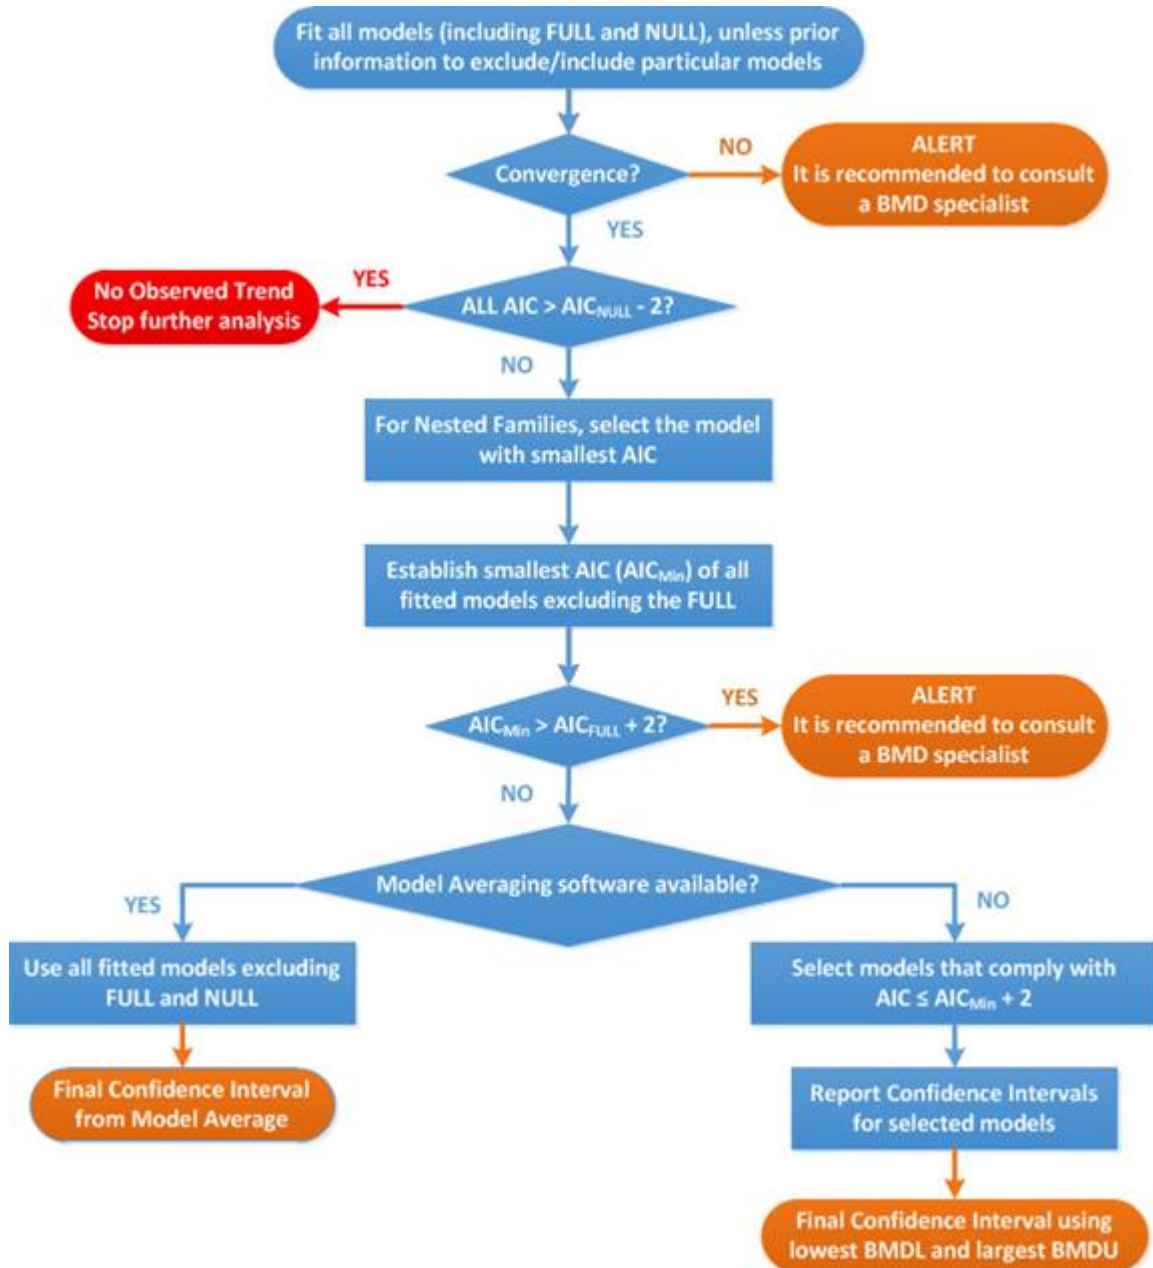 Fit all models (including FULL and NULL), unless prior
information to exclude/include particular models
Convergence?
NO
ALERT
It is recommended to consult
a BMD specialist
YES
ALL AIC > AIC_NULL - 2?
YES
No Observed Trend
Stop further analysis
NO
For Nested Families, select the model
with smallest AIC
Establish smallest AIC (AIC_Min) of all
fitted models excluding the FULL
AIC_Min > AIC_FULL + 2?
YES
ALERT
It is recommended to consult
a BMD specialist
NO
Model Averaging software available?
YES
NO
Use all fitted models excluding
FULL and NULL
Final Confidence Interval
from Model Average
Select models that comply with
AIC ≤ AIC_Min + 2
Report Confidence Intervals
for selected models
Final Confidence Interval using
lowest BMDL and largest BMDU